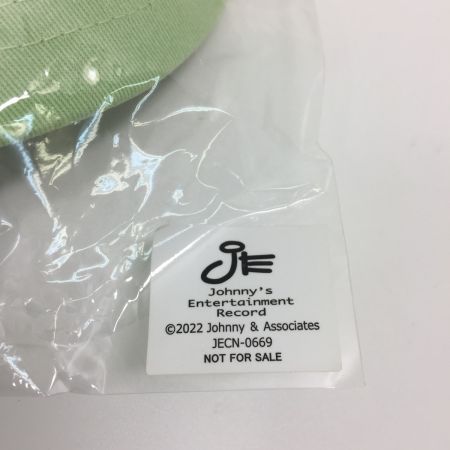 JE
Johnny's
Entertainment
Record
©2022 Johnny & Associates
JECN-0669
NOT FOR SALE